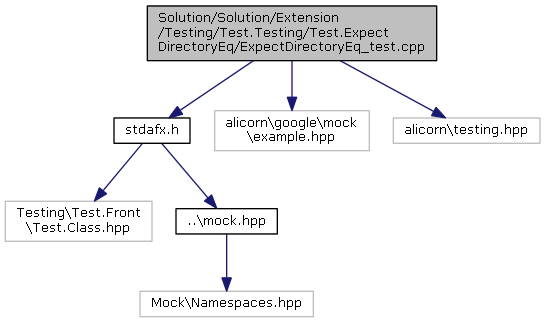 Solution/Solution/Extension
/Testing/Test.Testing/Test.Expect
DirectoryEq/ExpectDirectoryEq_test.cpp
stdafx.h
alicorn\google\mock
\example.hpp
alicorn\testing.hpp
Testing\Test.Front
\Test.Class.hpp
..\mock.hpp
Mock\Namespaces.hpp